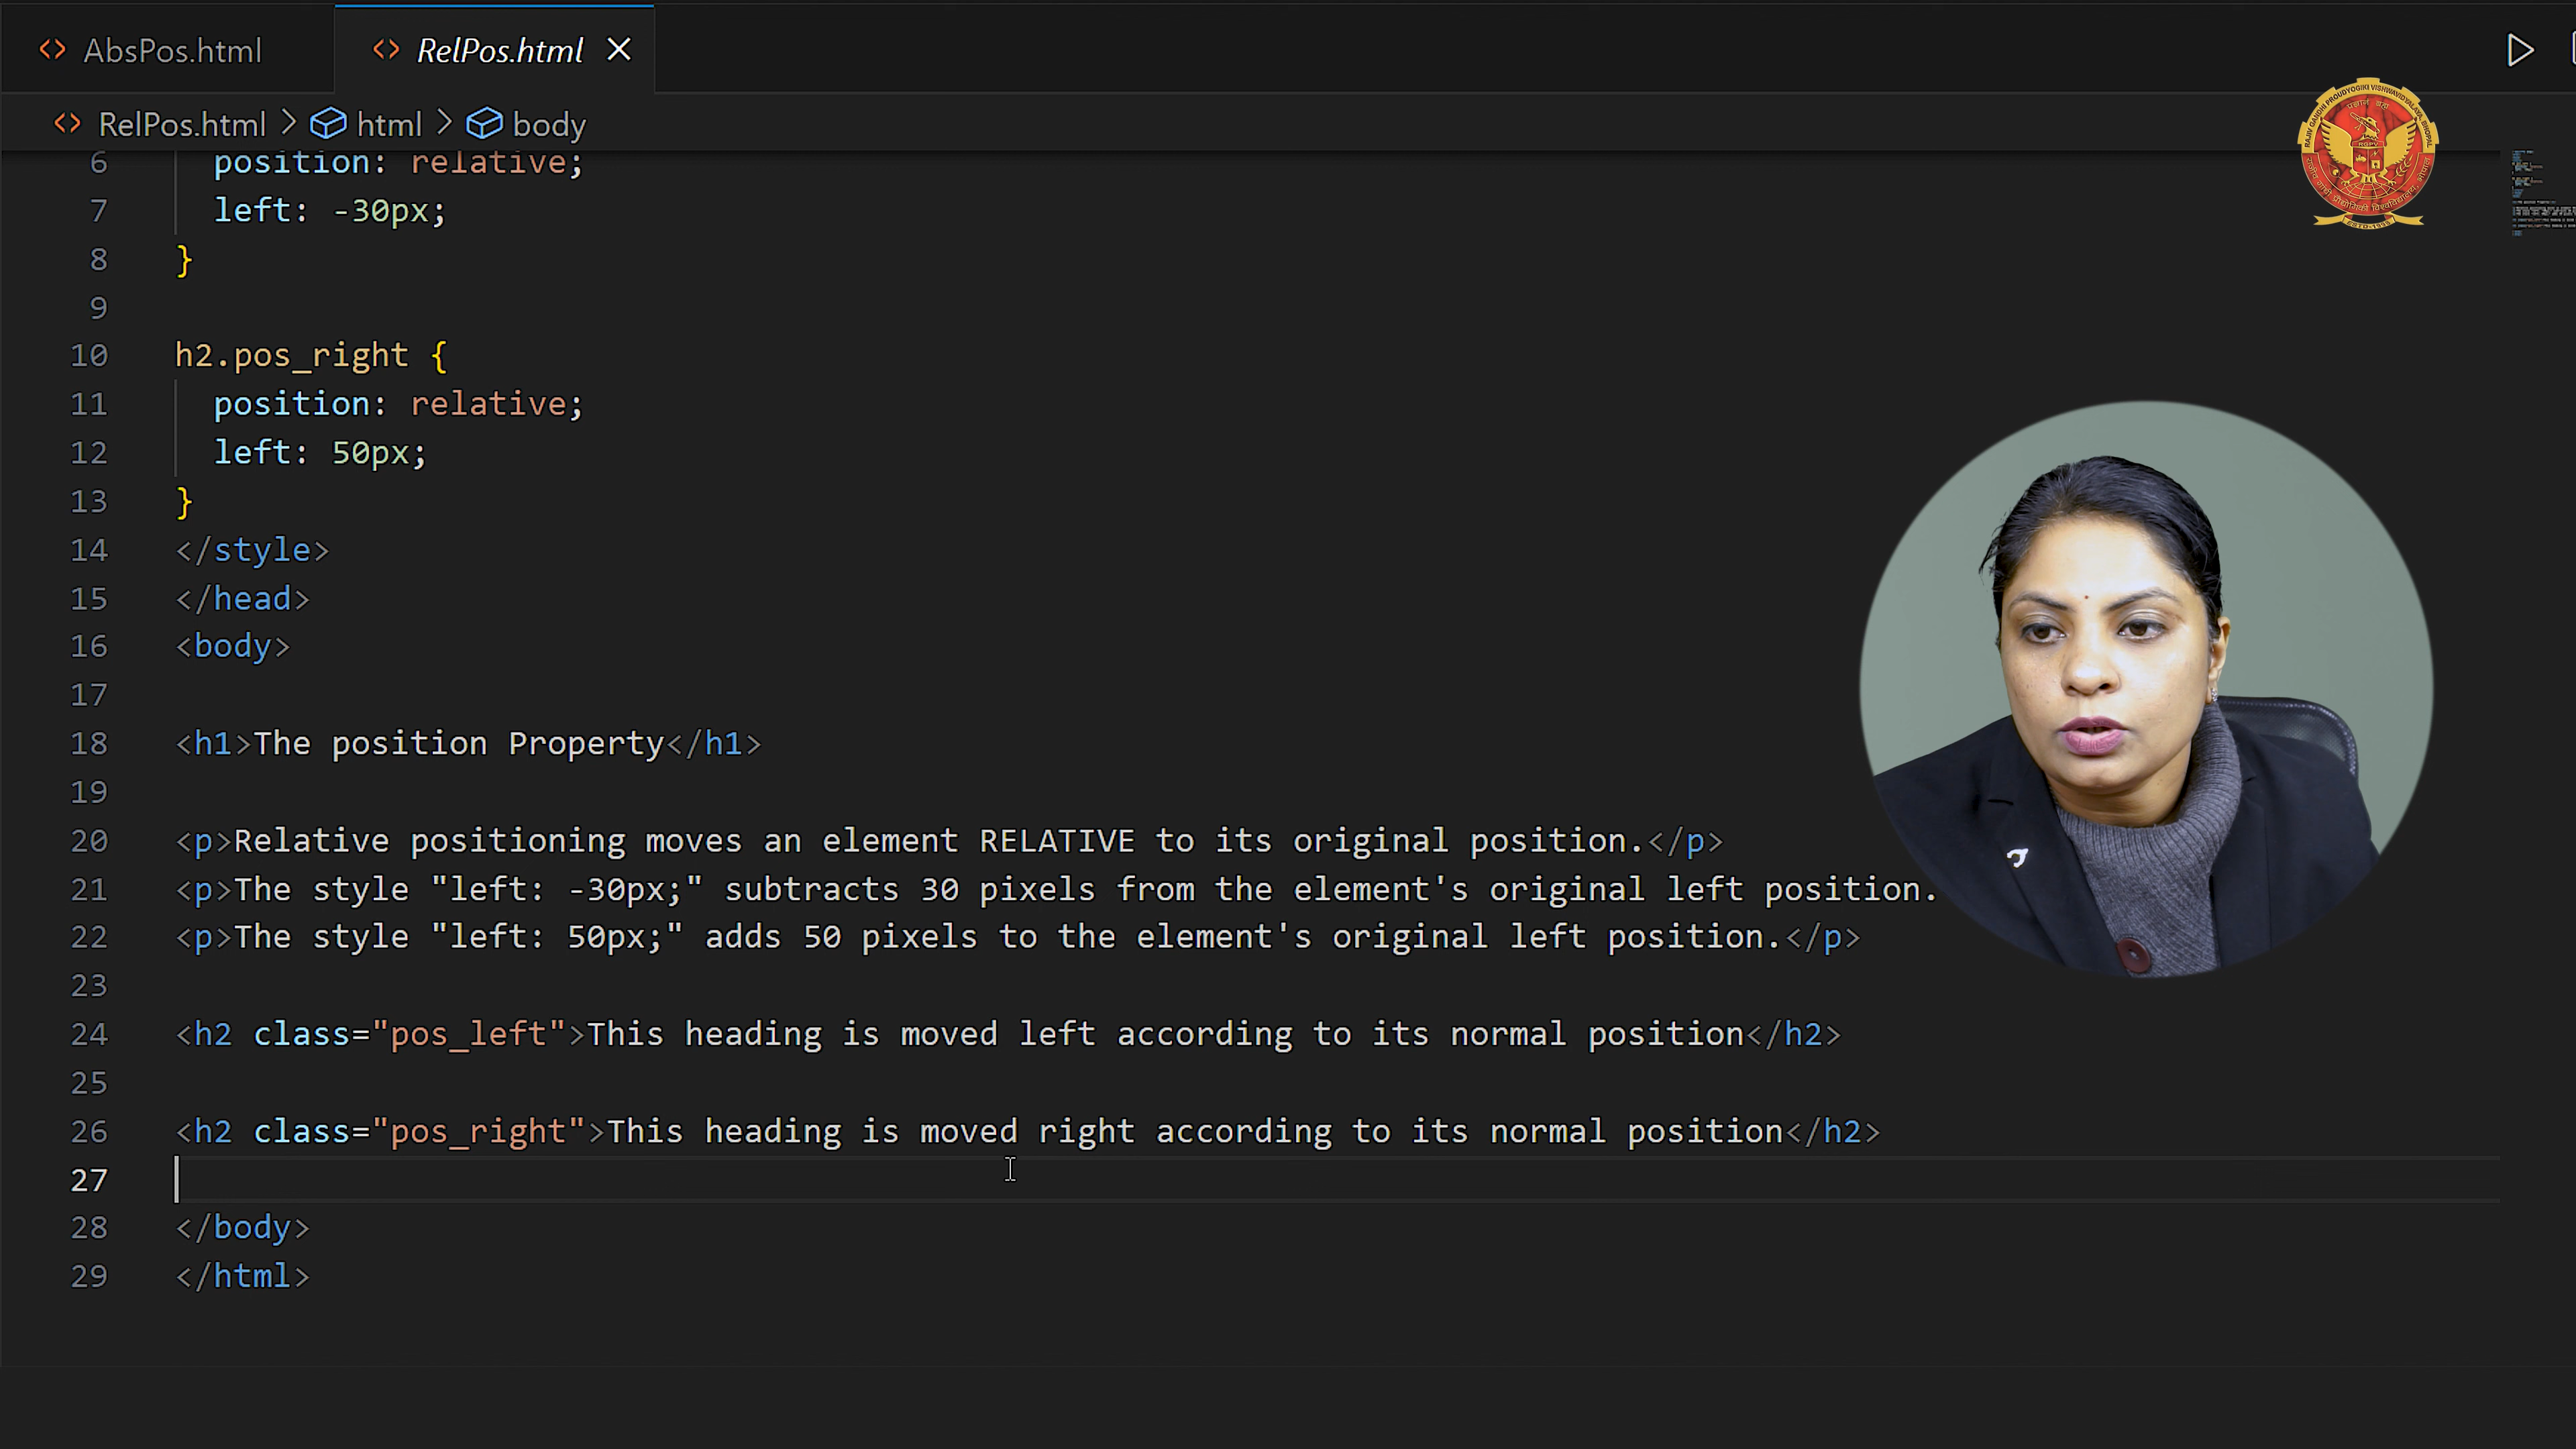 AbsPos.html
RelPos.html
RelPos.html > html > body
6 position: relative;
7 left: -30px;
8 }
9
10 h2.pos_right {
11 position: relative;
12 left: 50px;
13 }
14 </style>
15 </head>
16 <body>
17
18 <h1>The position Property</h1>
19
20 <p>Relative positioning moves an element RELATIVE to its original position.</p>
21 <p>The style "left: -30px;" subtracts 30 pixels from the element's original left position.
22 <p>The style "left: 50px;" adds 50 pixels to the element's original left position.</p>
23
24 <h2 class="pos_left">This heading is moved left according to its normal position</h2>
25
26 <h2 class="pos_right">This heading is moved right according to its normal position</h2>
27
28 </body>
29 </html>
RAJIV GANDHI PROUDYOGIKI VISHWAVIDYALAYA, BHOPAL
RGPV